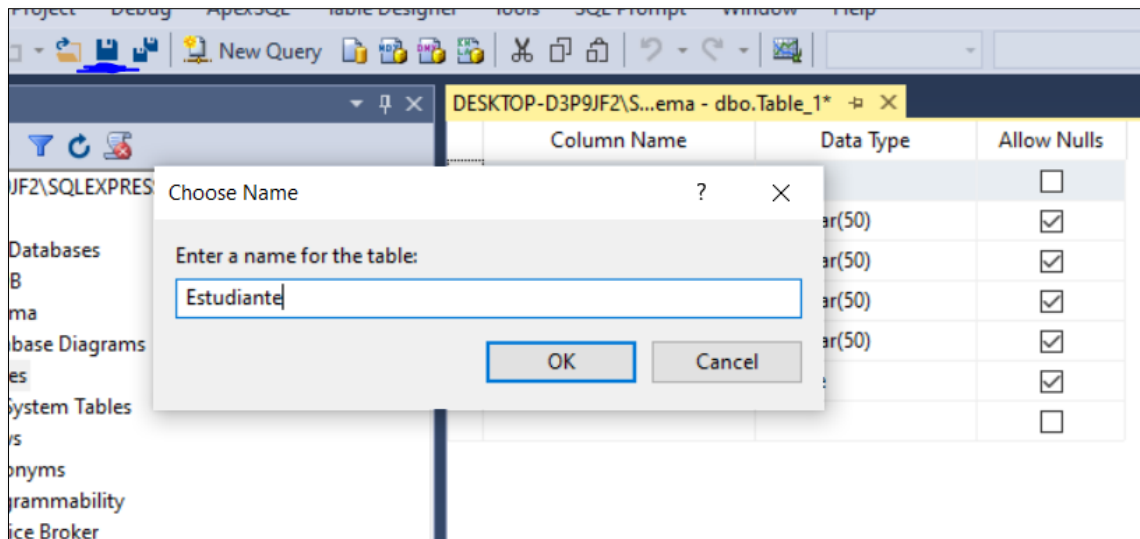 Project Debug ApexSQL Table Designer Tools SQL Prompt Window Help
New Query
DESKTOP-D3P9JF2\S...ema - dbo.Table_1*
Column Name Data Type Allow Nulls
JF2\SQLEXPRES
Choose Name ? 
ar(50)
Databases
Enter a name for the table:
ar(50)
B
Estudiante
ar(50)
ma
abase Diagrams
ar(50)
OK Cancel
es
System Tables
vs
onyms
grammability
ice Broker